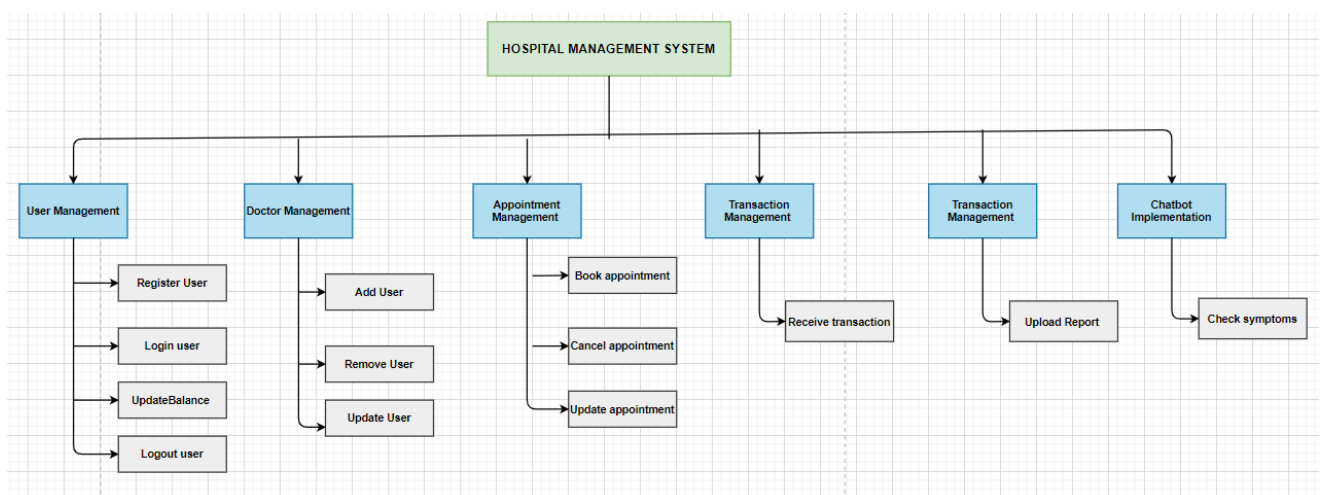 HOSPITAL MANAGEMENT SYSTEM
User Management
Doctor Management
Appointment
Management
Transaction
Management
Transaction
Management
Chatbot
Implementation
Register User
Login user
UpdateBalance
Logout user
Add User
Remove User
Update User
Book appointment
Cancel appointment
Update appointment
Receive transaction
Upload Report
Check symptoms